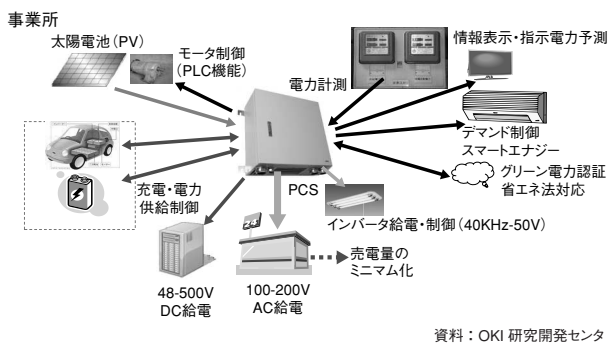 事業所
太陽電池(PV)
モータ制御
(PLC機能)
電力計測
情報表示・指示電力予測
デマンド制御
スマートエナジー
グリーン電力認証
省エネ法対応
充電・電力
供給制御
PCS
インバータ給電・制御(40KHz-50V)
売電量の
ミニマム化
48-500V
DC給電
100-200V
AC給電
資料：OKI 研究開発センタ